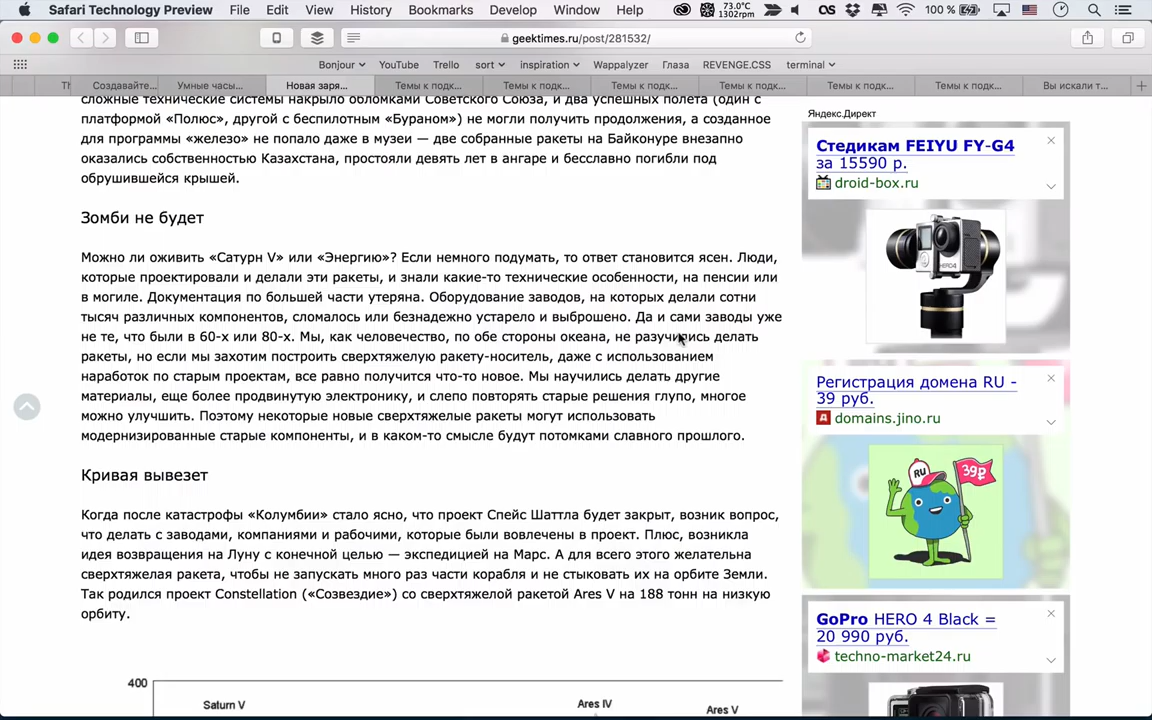 Safari Technology Preview File Edit View History Bookmarks Develop Window Help 73.0°C 1302rpm 100 %
geektimes.ru/post/281532/
Bonjour YouTube Trello sort inspiration Wappalyzer Глаза REVENGE.CSS terminal
Создавайте... Умные часы... Новая заря... Темы к подк... Темы к подк... Темы к подк... Темы к подк... Темы к подк... Темы к подк... Вы искали т...
сложные технические системы накрыло обломками Советского Союза, и два успешных полета (один с
платформой «Полюс», другой с беспилотным «Бураном») не могли получить продолжения, а созданное
для программы «железо» не попало даже в музеи — две собранные ракеты на Байконуре внезапно
оказались собственностью Казахстана, простояли девять лет в ангаре и бесславно погибли под
обрушившейся крышей.
Зомби не будет
Можно ли оживить «Сатурн V» или «Энергию»? Если немного подумать, то ответ становится ясен. Люди,
которые проектировали и делали эти ракеты, и знали какие-то технические особенности, на пенсии или
в могиле. Документация по большей части утеряна. Оборудование заводов, на которых делали сотни
тысяч различных компонентов, сломалось или безнадежно устарело и выброшено. Да и сами заводы уже
не те, что были в 60-х или 80-х. Мы, как человечество, по обе стороны океана, не разучились делать
ракеты, но если мы захотим построить сверхтяжелую ракету-носитель, даже с использованием
наработок по старым проектам, все равно получится что-то новое. Мы научились делать другие
материалы, еще более продвинутую электронику, и слепо повторять старые решения глупо, многое
можно улучшить. Поэтому некоторые новые сверхтяжелые ракеты могут использовать
модернизированные старые компоненты, и в каком-то смысле будут потомками славного прошлого.
Кривая вывезет
Когда после катастрофы «Колумбии» стало ясно, что проект Спейс Шаттла будет закрыт, возник вопрос,
что делать с заводами, компаниями и рабочими, которые были вовлечены в проект. Плюс, возникла
идея возвращения на Луну с конечной целью — экспедицией на Марс. А для всего этого желательна
сверхтяжелая ракета, чтобы не запускать много раз части корабля и не стыковать их на орбите Земли.
Так родился проект Constellation («Созвездие») со сверхтяжелой ракетой Ares V на 188 тонн на низкую
орбиту.
400
Saturn V Ares IV Ares V
Яндекс.Директ
Стедикам FEIYU FY-G4
за 15590 р.
droid-box.ru
HERO4
Регистрация домена RU -
39 руб.
domains.jino.ru
RU
39₽
GoPro HERO 4 Black =
20 990 руб.
techno-market24.ru